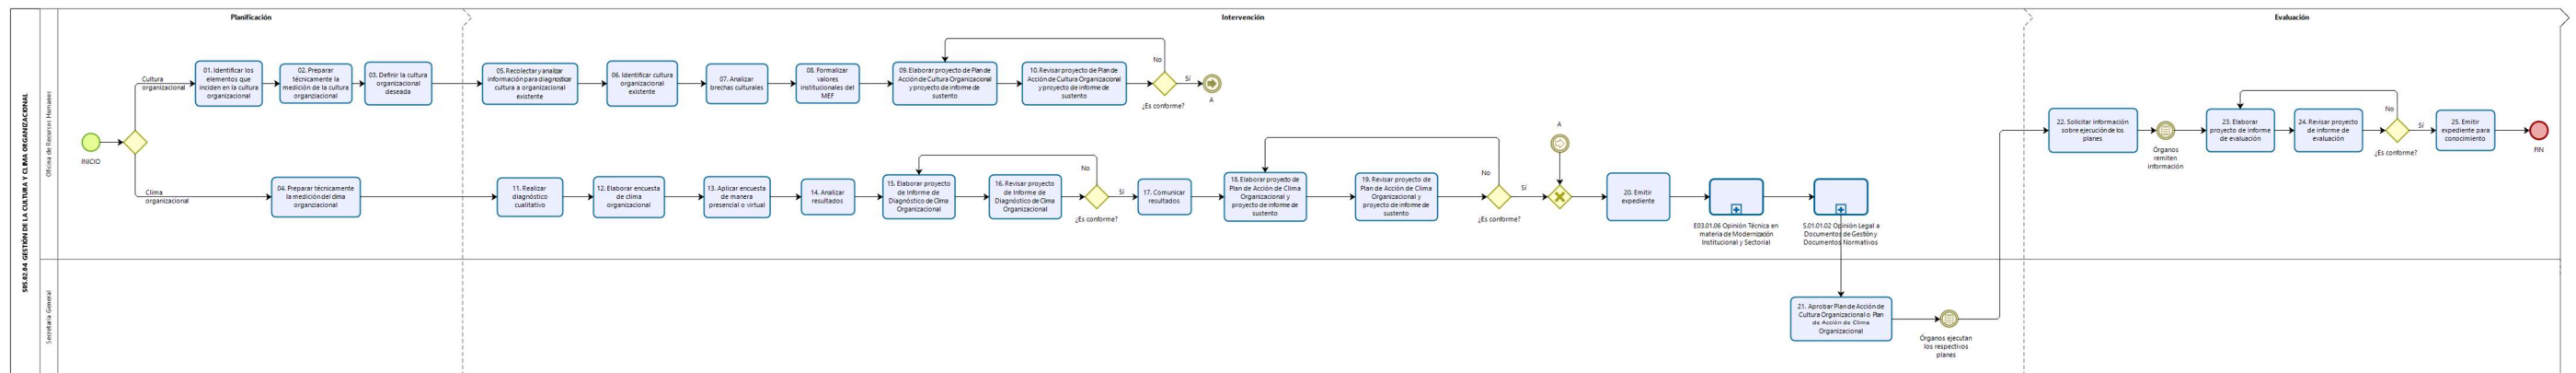 S05.02.04 GESTIÓN DE LA CULTURA Y CLIMA ORGANIZACIONAL
Oficina de Recursos Humanos
Secretaría General
Planificación
Intervención
Evaluación
INICIO
Cultura
organizacional
01. Identificar los
elementos que
inciden en la cultura
organizacional
02. Preparar
técnicamente la
medición de la cultura
organziacional
03. Definir la cultura
organizacional
deseada
05. Recolectar y analizar
información para diagnosticar
cultura a organizacional
existente
06. Identificar cultura
organizacional
existente
07. Analizar
brechas culturales
08. Formalizar
valores
institucionales del
MEF
09. Elaborar proyecto de Plan de
Acción de Cultura Organizacional
y proyecto de informe de
sustento
10. Revisar proyecto de Plan de
Acción de Cultura Organizacional
y proyecto de informe de
sustento
No
Sí
¿Es conforme?
A
Clima
organizacional
04. Preparar técnicamente
la medición del clima
organziacional
11. Realizar
diagnóstico
cualitativo
12. Elaborar encuesta
de clima
organizacional
13. Aplicar encuesta
de manera
presencial o virtual
14. Analizar
resultados
15. Elaborar proyecto
de Informe de
Diagnóstico de Clima
Organizacional
16. Revisar proyecto
de Informe de
Diagnóstico de Clima
Organizacional
No
Sí
¿Es conforme?
17. Comunicar
resultados
18. Elaborar proyecto de
Plan de Acción de Clima
Organizacional y
proyecto de informe de
sustento
19. Revisar proyecto de
Plan de Acción de Clima
Organizacional y
proyecto de informe de
sustento
No
Sí
¿Es conforme?
A
20. Emitir
expediente
E03.01.06 Opinión Técnica en
materia de Modernización
Institucional y Sectorial
S.01.01.02 Opinión Legal a
Documentos de Gestión y
Documentos Normativos
21. Aprobar Plan de Acción de
Cultura Organizacional o Plan
de Acción de Clima
Organizacional
Órganos ejecutan
los respectivos
planes
22. Solicitar información
sobre ejecución de los
planes
Órganos
remiten
información
23. Elaborar
proyecto de informe
de evaluación
24. Revisar proyecto
de informe de
evaluación
No
Sí
¿Es conforme?
25. Emitir
expediente para
conocimiento
FIN